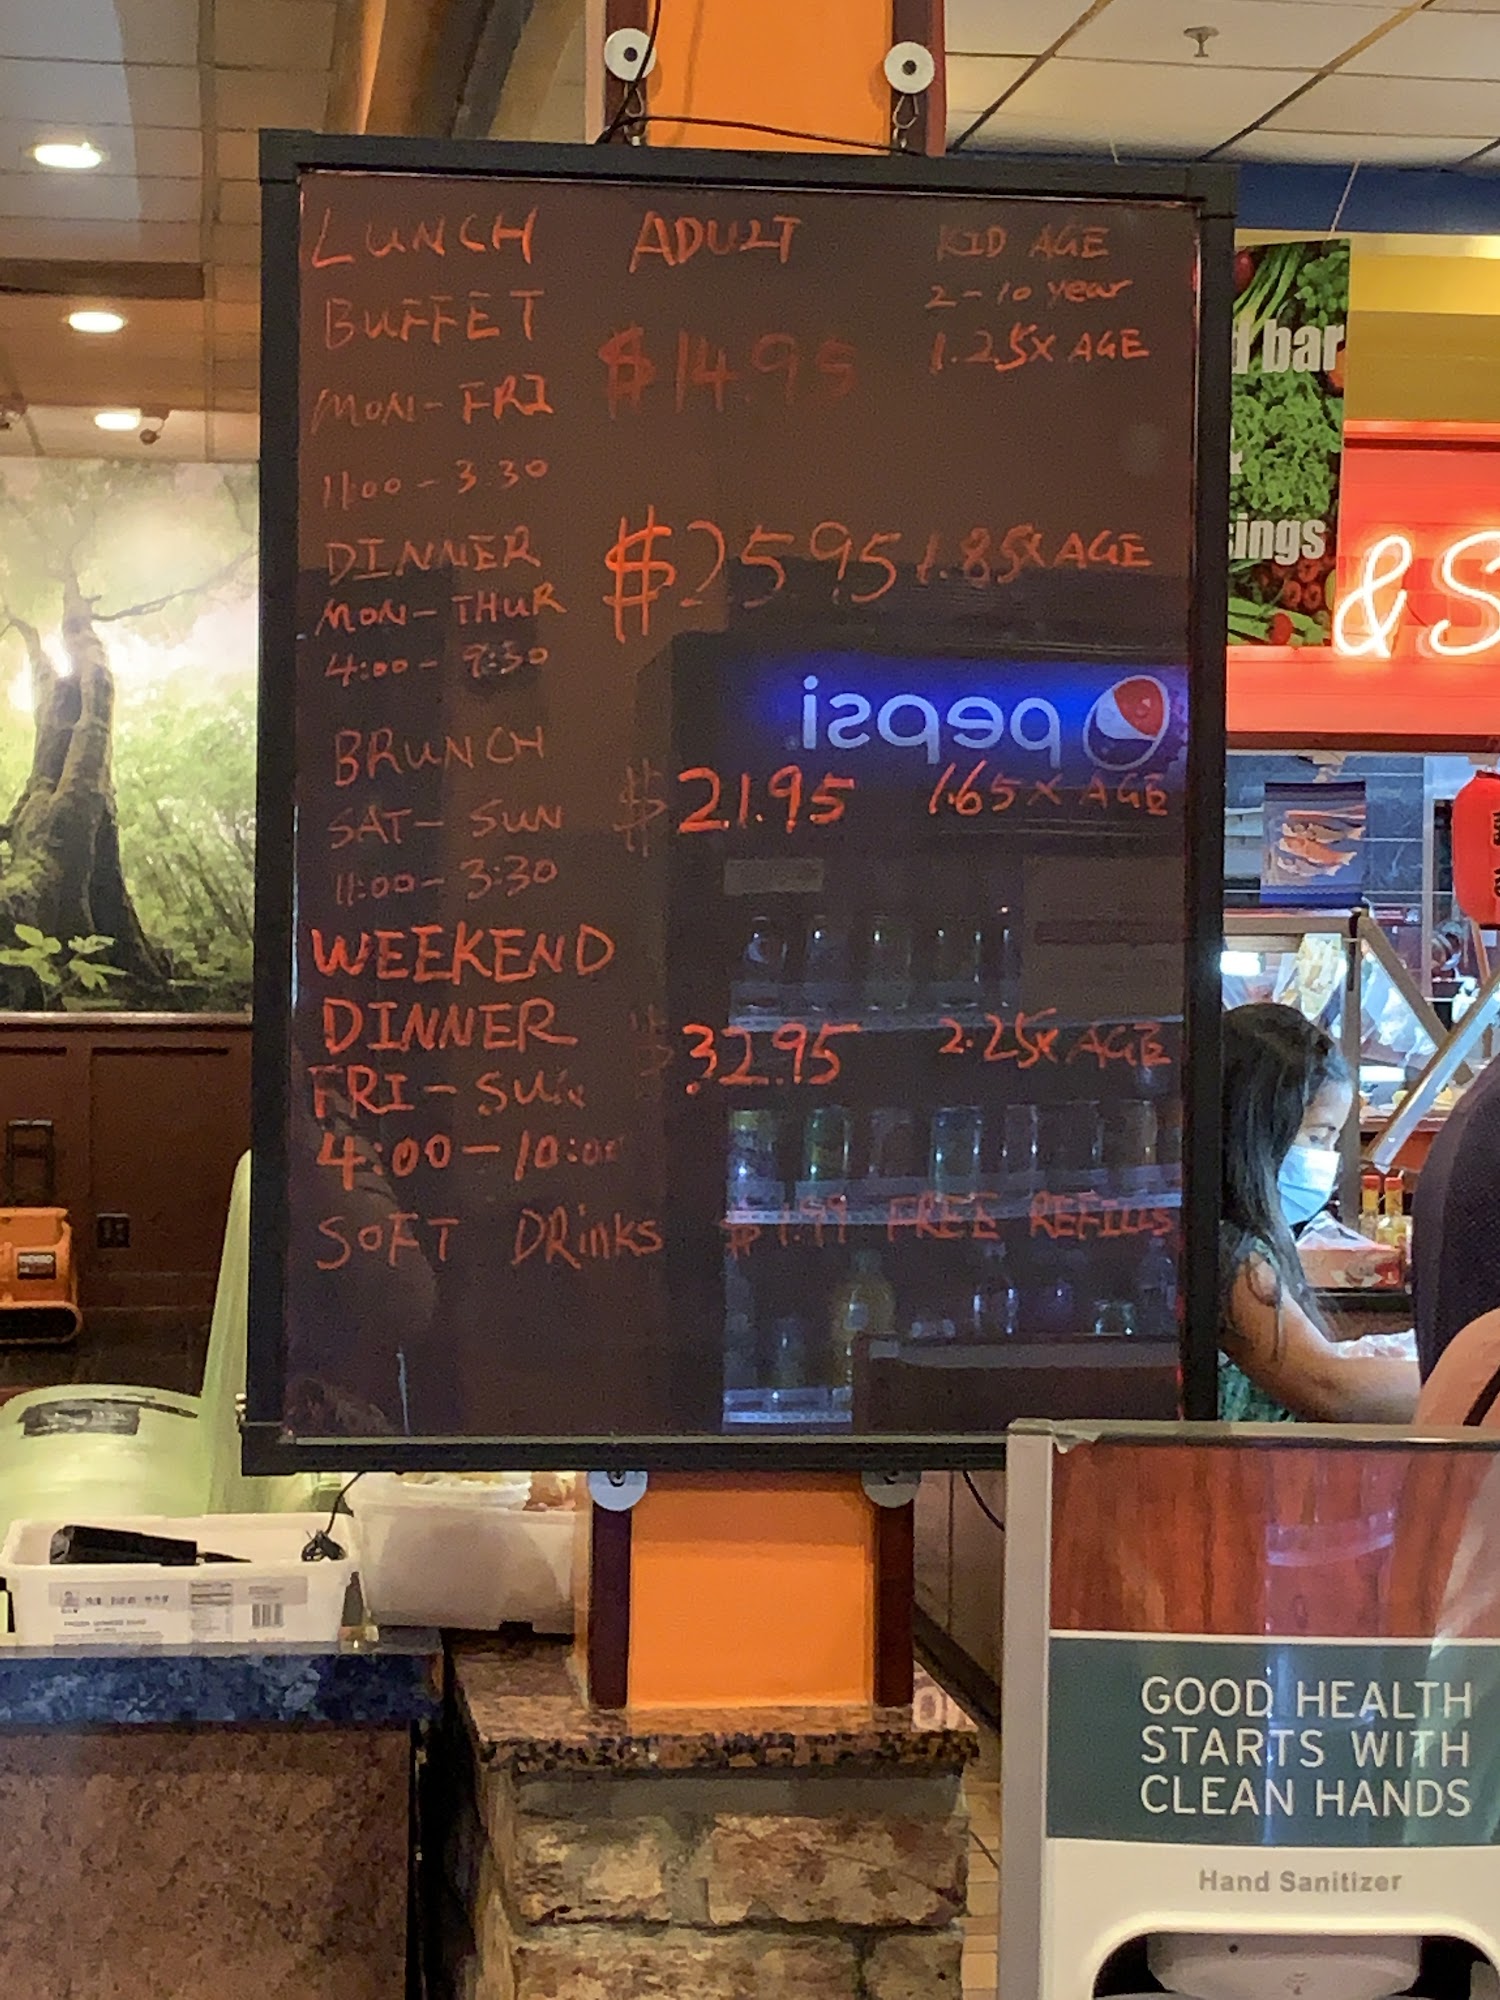 LUNCH ADULT KID AGE
BUFFET 2-10 year
$14.95 1.25X AGE
MON-FRI
11:00-3:30
DINNER $25.95 1.85X AGE
MON-THUR
4:00-9:30
pepsi
BRUNCH $21.95 1.65X AGE
SAT-SUN
11:00-3:30
WEEKEND
DINNER $32.95 2.25X AGE
FRI-SUN
4:00-10:00
SOFT DRinKS $1.99 FREE REFILLS
bar
ings
& S
GOOD HEALTH
STARTS WITH
CLEAN HANDS
Hand Sanitizer